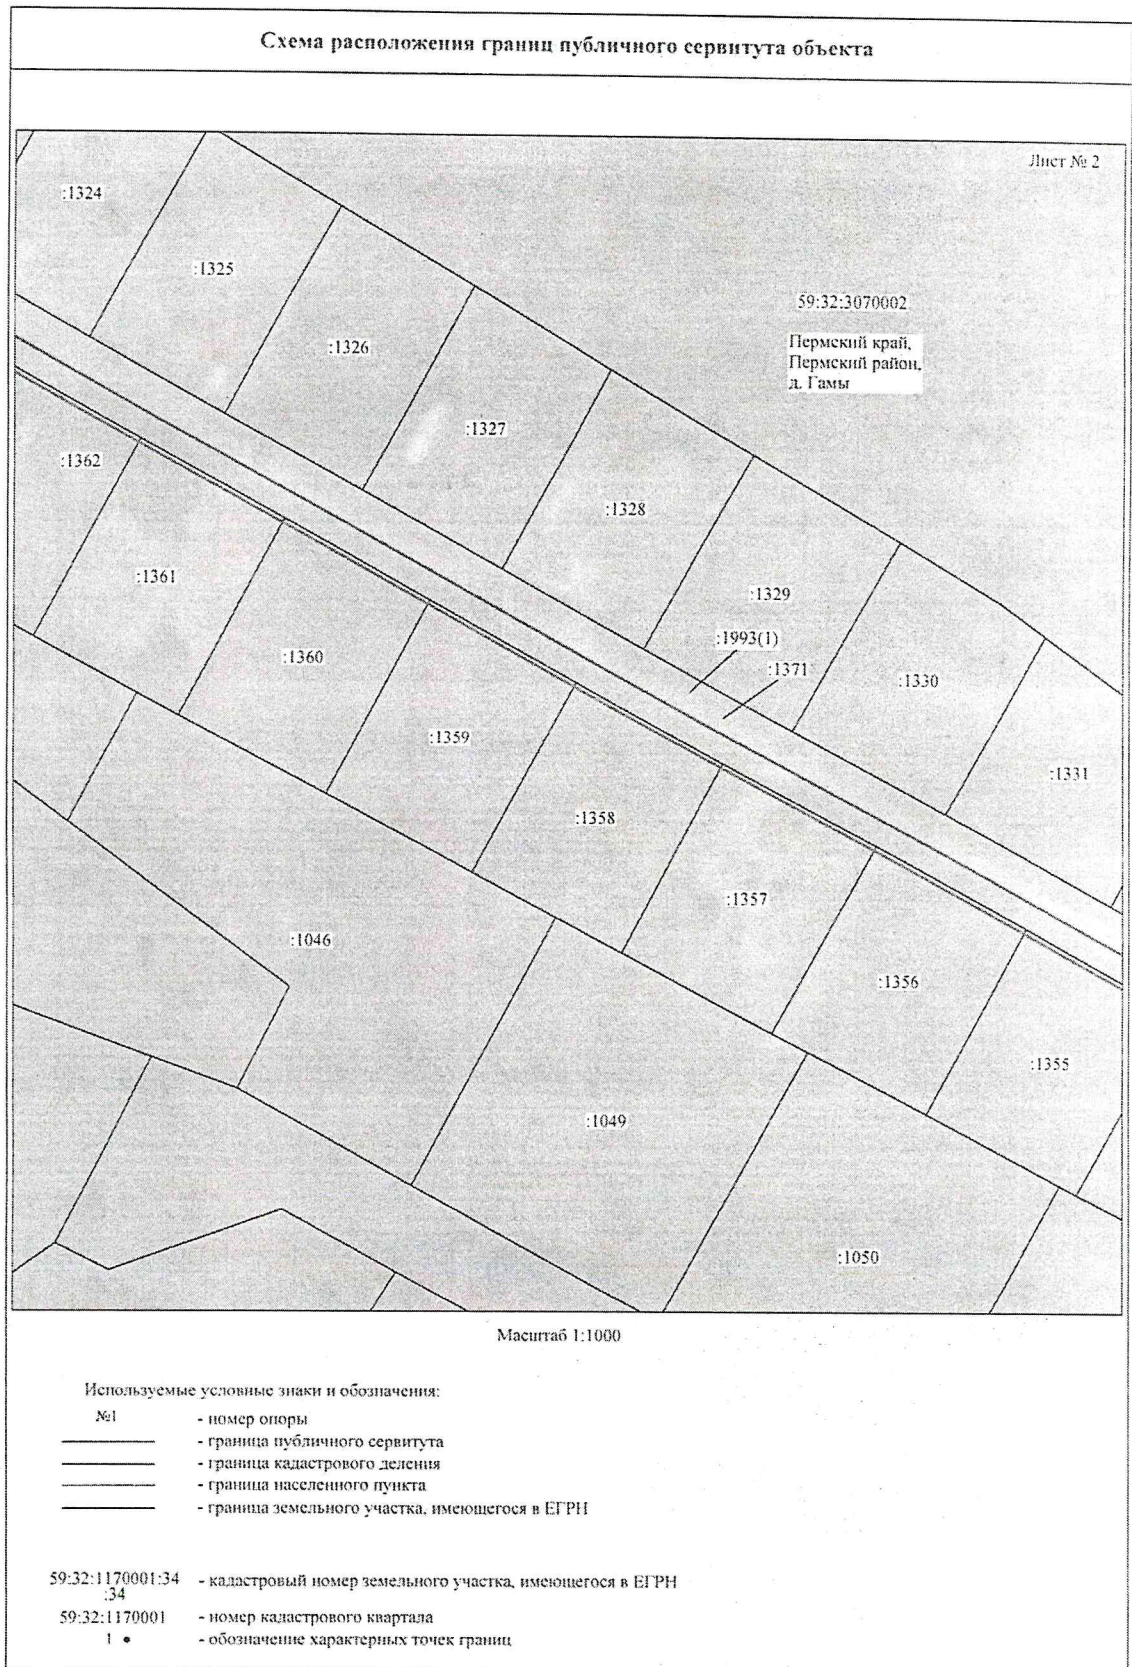 Схема расположения границ публичного сервитута объекта
Лист № 2
:1324
:1325
59:32:3070002
:1326
Пермский край,
Пермский район,
д. Гамы
:1327
:1362
:1328
:1361
:1329
:1993(1)
:1360
:1371
:1330
:1359
:1331
:1358
:1357
:1046
:1356
:1355
:1049
:1050
Масштаб 1:1000
Используемые условные знаки и обозначения:
№1 - номер опоры
- граница публичного сервитута
- граница кадастрового деления
- граница населенного пункта
- граница земельного участка, имеющегося в ЕГРН
59:32:1170001:34 - кадастровый номер земельного участка, имеющегося в ЕГРН
:34
59:32:1170001 - номер кадастрового квартала
1 • - обозначение характерных точек границ